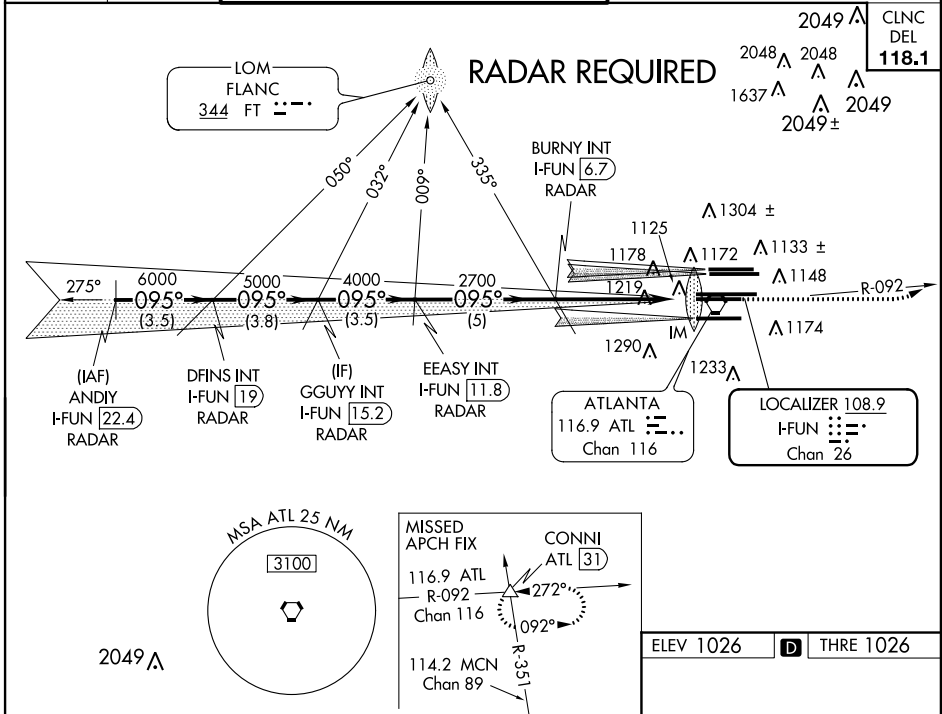 2049
CLNC
DEL
118.1
2048
2048
1637
2049
2049 ±
RADAR REQUIRED
LOM
FLANC
344 FT
050°
032°
009°
335°
BURNY INT
I-FUN 6.7
RADAR
1304 ±
1125
1178
1172
1133 ±
1148
1219
R-092
1174
IM
1290
1233
275°
6000
095°
(3.5)
5000
095°
(3.8)
4000
095°
(3.5)
2700
095°
(5)
(IAF)
ANDIY
I-FUN 22.4
RADAR
DFINS INT
I-FUN 19
RADAR
(IF)
GGUYY INT
I-FUN 15.2
RADAR
EEASY INT
I-FUN 11.8
RADAR
ATLANTA
116.9 ATL
Chan 116
LOCALIZER 108.9
I-FUN
Chan 26
MSA ATL 25 NM
3100
2049
MISSED
APCH FIX
CONNI
ATL 31
116.9 ATL
R-092
Chan 116
272°
092°
R-351
114.2 MCN
Chan 89
ELEV 1026
D
THRE 1026